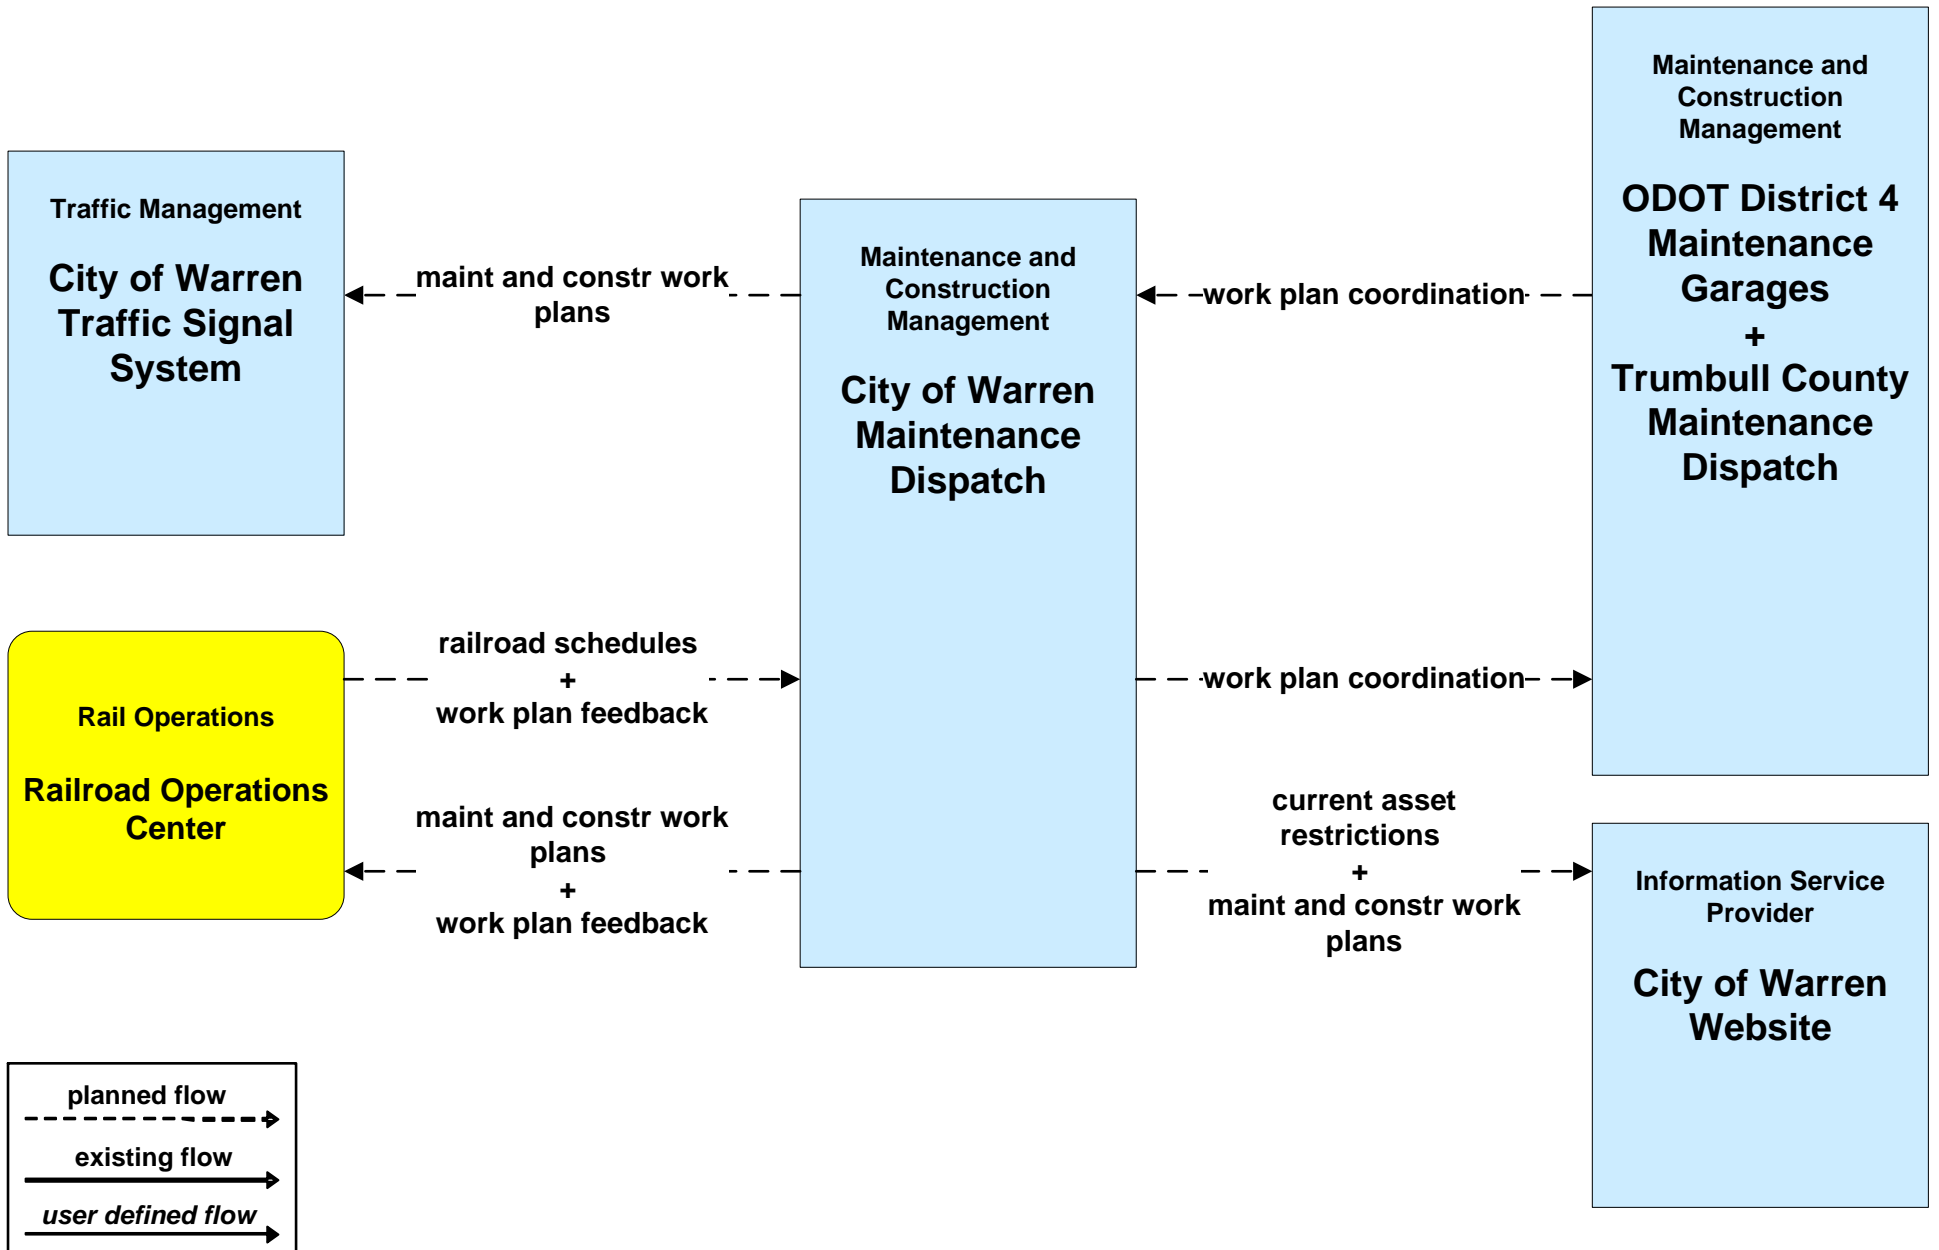 Traffic Management
City of Warren
Traffic Signal
System
maint and constr work
plans
Maintenance and
Construction
Management
City of Warren
Maintenance
Dispatch
work plan coordination
Maintenance and
Construction
Management
ODOT District 4
Maintenance
Garages
+
Trumbull County
Maintenance
Dispatch
Rail Operations
Railroad Operations
Center
railroad schedules
+
work plan feedback
maint and constr work
plans
+
work plan feedback
work plan coordination
current asset
restrictions
+
maint and constr work
plans
Information Service
Provider
City of Warren
Website
planned flow
existing flow
user defined flow